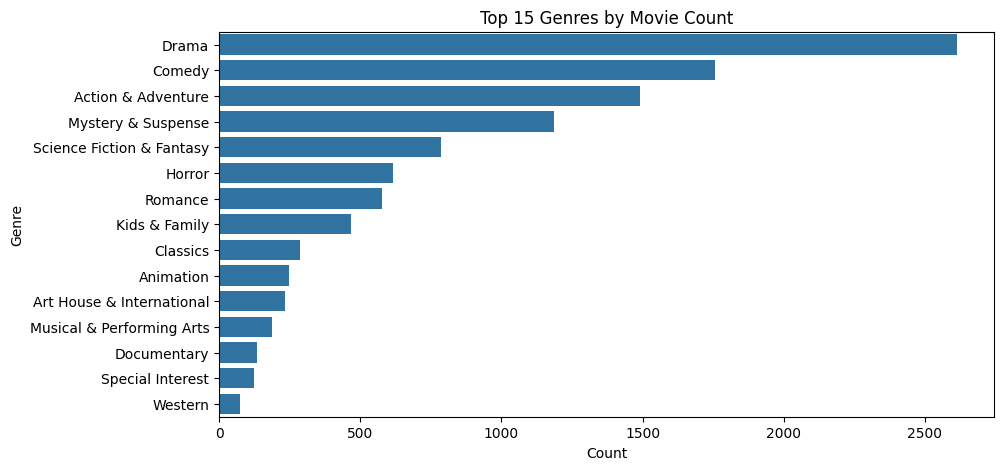 Top 15 Genres by Movie Count
Genre
Drama
Comedy
Action & Adventure
Mystery & Suspense
Science Fiction & Fantasy
Horror
Romance
Kids & Family
Classics
Animation
Art House & International
Musical & Performing Arts
Documentary
Special Interest
Western
0 500 1000 1500 2000 2500
Count